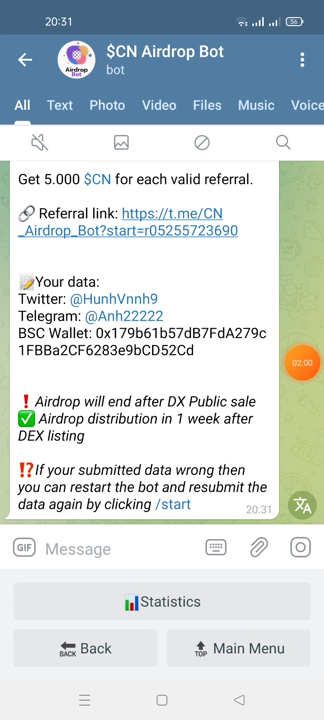 20:31
56
$CN Airdrop Bot
bot
Airdrop
Bot
All Text Photo Video Files Music Voice
Get 5.000 $CN for each valid referral.
🔗 Referral link: https://t.me/CN
_Airdrop_Bot?start=r05255723690
📝Your data:
Twitter: @HunhVnnh9
Telegram: @Anh22222
BSC Wallet: 0x179b61b57dB7FdA279c
1FBBa2CF6283e9bCD52Cd
02:00
❗ Airdrop will end after DX Public sale
✅ Airdrop distribution in 1 week after
DEX listing
⁉️If your submitted data wrong then
you can restart the bot and resubmit the
data again by clicking /start
20:31
GIF Message
📊Statistics
🔙 Back
🔝 Main Menu